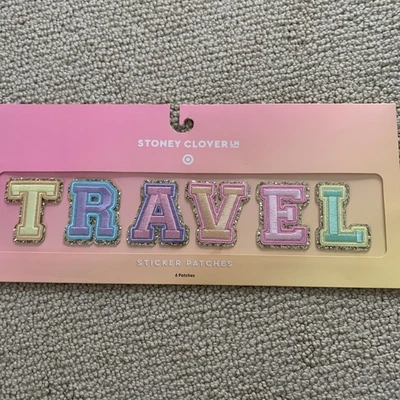 STONEY CLOVER LN
TRAVEL
STICKER PATCHES
6 Patches